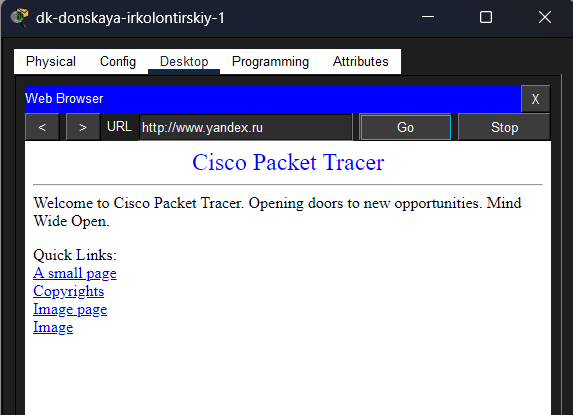 dk-donskaya-irkolontirskiy-1
Physical Config Desktop Programming Attributes
Web Browser X
< > URL http://www.yandex.ru Go Stop
Cisco Packet Tracer
Welcome to Cisco Packet Tracer. Opening doors to new opportunities. Mind
Wide Open.
Quick Links:
A small page
Copyrights
Image page
Image